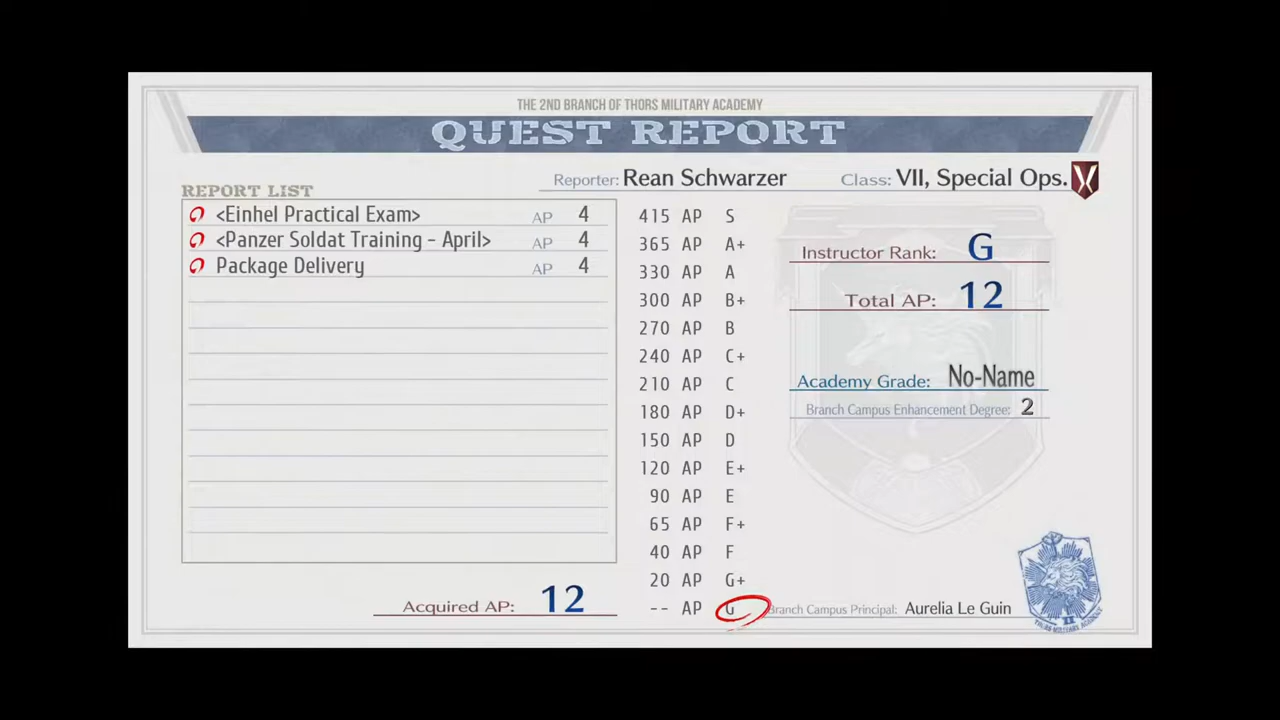 THE 2ND BRANCH OF THORS MILITARY ACADEMY
QUEST REPORT
Reporter: Rean Schwarzer Class: VII, Special Ops.
REPORT LIST
<Einhel Practical Exam> AP 4
<Panzer Soldat Training - April> AP 4
Package Delivery AP 4
Acquired AP: 12
415 AP S
365 AP A+
330 AP A
300 AP B+
270 AP B
240 AP C+
210 AP C
180 AP D+
150 AP D
120 AP E+
90 AP E
65 AP F+
40 AP F
20 AP G+
-- AP G
Instructor Rank: G
Total AP: 12
Academy Grade: No-Name
Branch Campus Enhancement Degree: 2
Branch Campus Principal: Aurelia Le Guin
THORS MILITARY ACADEMY
II